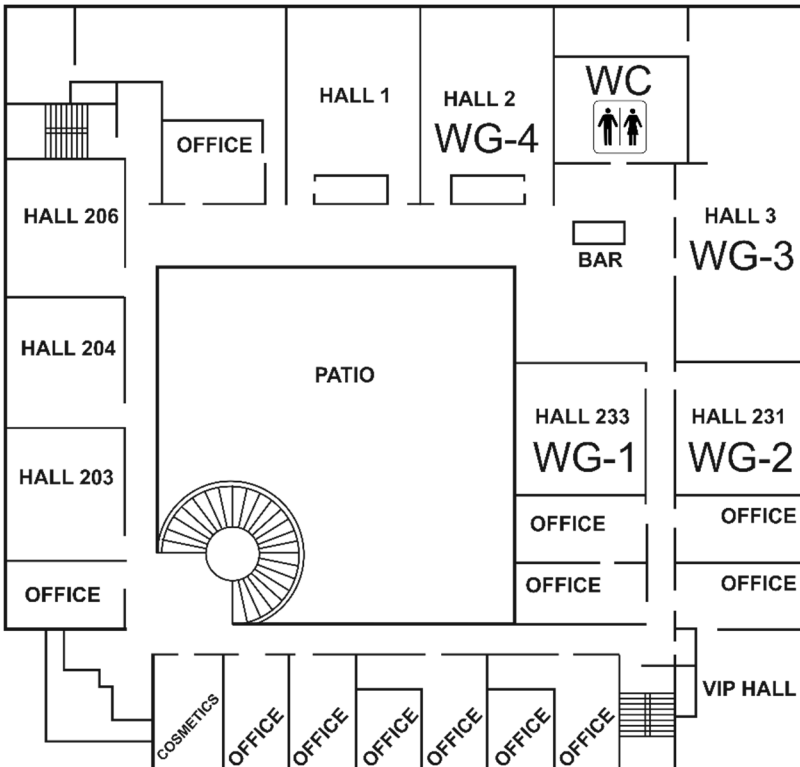 HALL 1
HALL 2
WG-4
WC
OFFICE
HALL 206
HALL 3
WG-3
BAR
HALL 204
PATIO
HALL 233
WG-1
HALL 231
WG-2
HALL 203
OFFICE
OFFICE
OFFICE
OFFICE
OFFICE
VIP HALL
COSMETICS
OFFICE
OFFICE
OFFICE
OFFICE
OFFICE
OFFICE